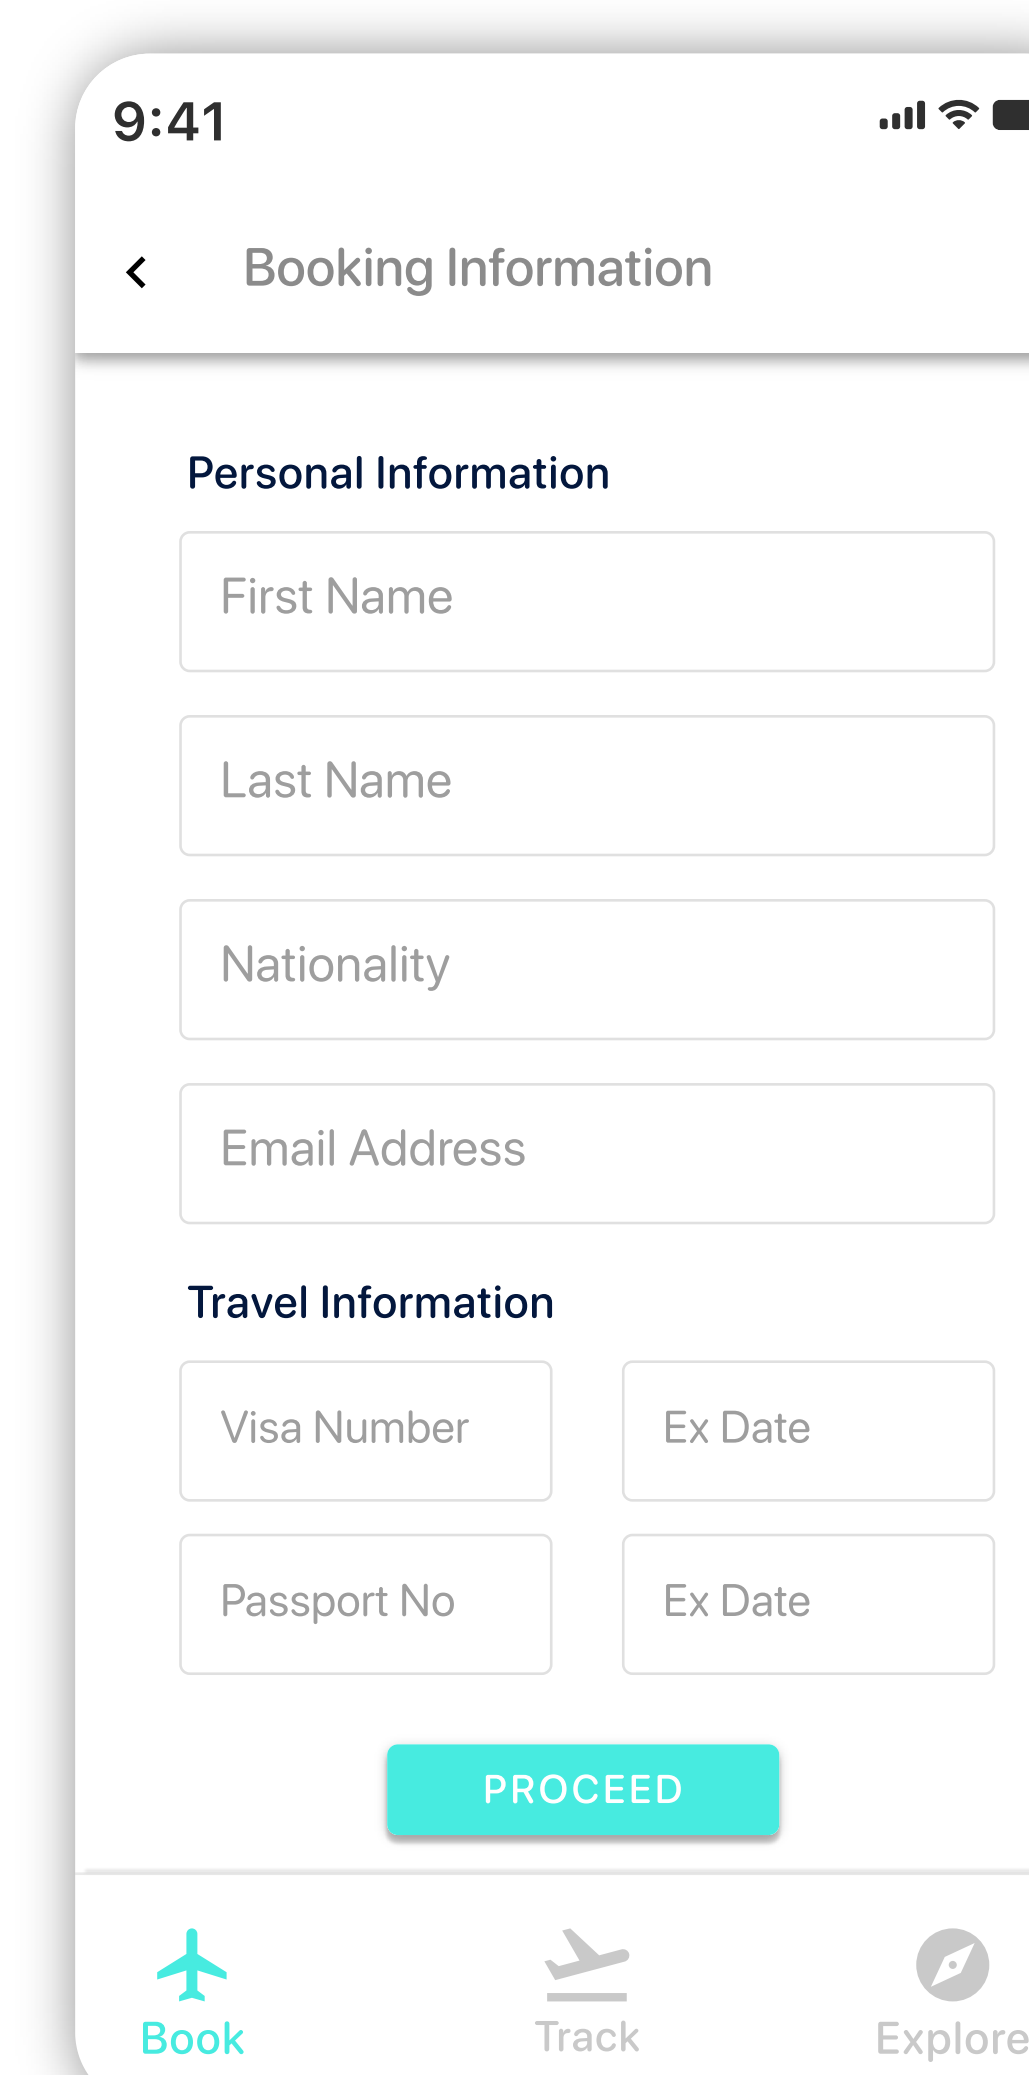 9:41
Booking Information
Personal Information
First Name
Last Name
Nationality
Email Address
Travel Information
Visa Number Ex Date
Passport No Ex Date
PROCEED
Book Track Explore